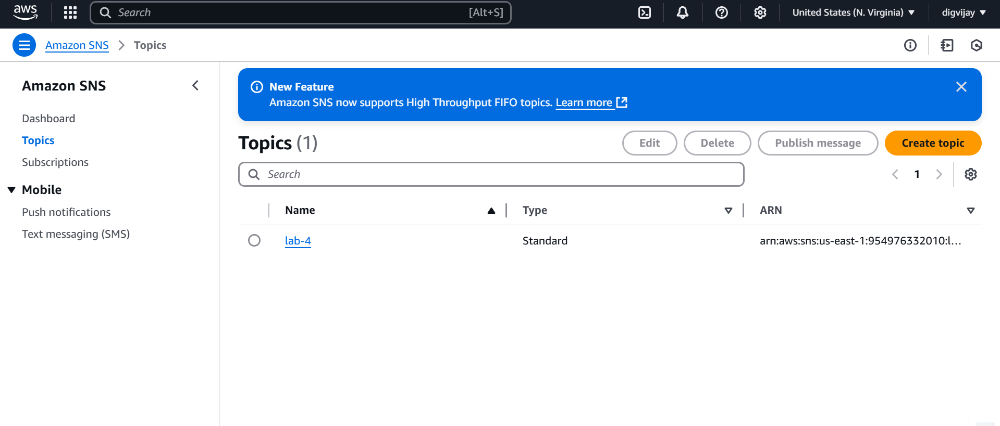 aws Search [Alt+S] United States (N. Virginia) digvijay
Amazon SNS Topics
Amazon SNS
Dashboard
Topics
Subscriptions
Mobile
Push notifications
Text messaging (SMS)
New Feature
Amazon SNS now supports High Throughput FIFO topics. Learn more
Topics (1) Edit Delete Publish message Create topic
Search 1
Name Type ARN
lab-4 Standard arn:aws:sns:us-east-1:954976332010:l...